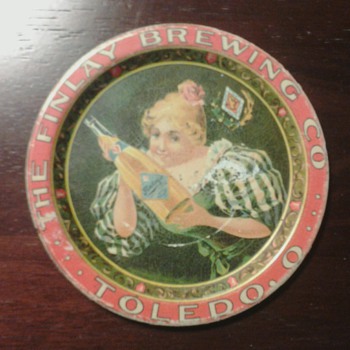 THE FINLAY BREWING CO.
TOLEDO, O.